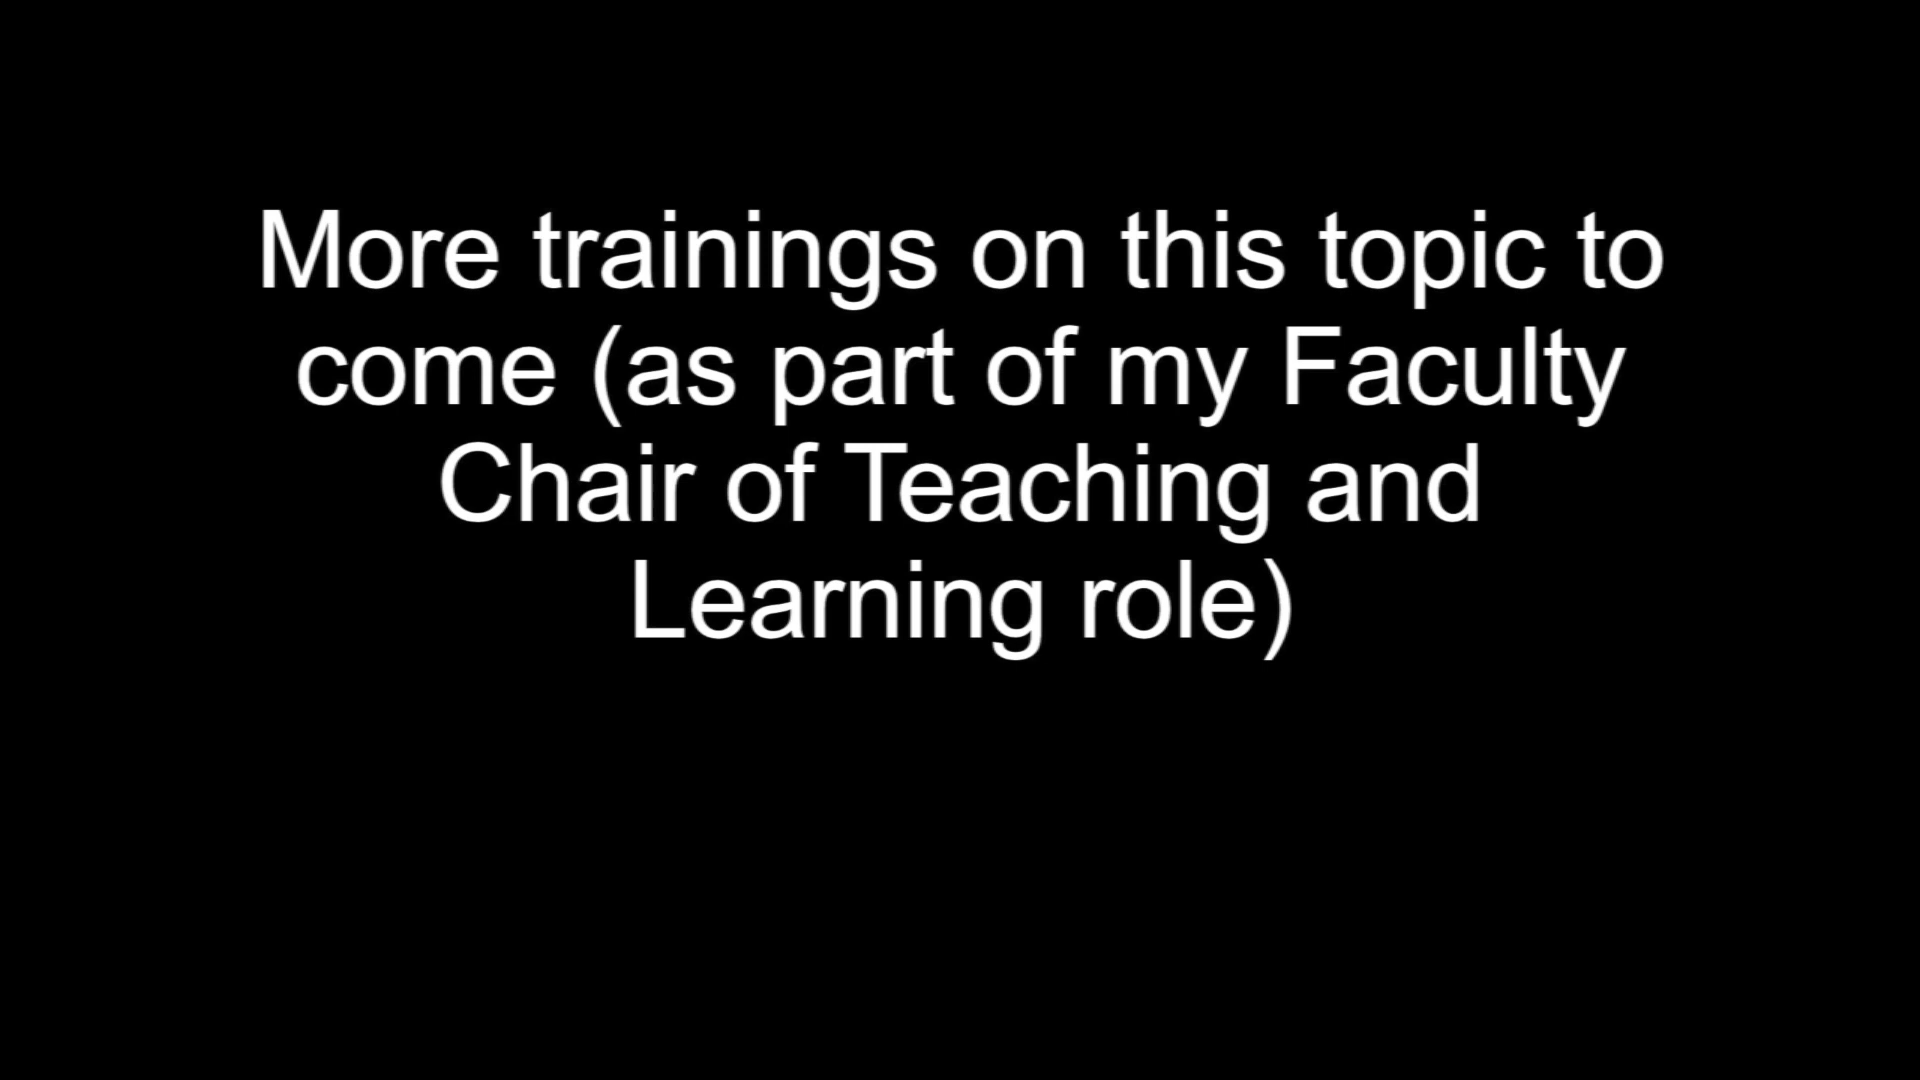 More trainings on this topic to
come (as part of my Faculty
Chair of Teaching and
Learning role)